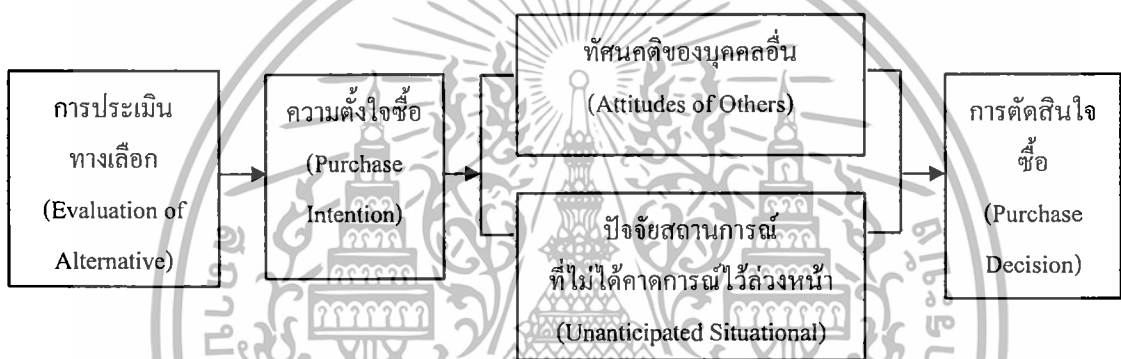 การประเมิน
ทางเลือก
(Evaluation of
Alternative)
ความตั้งใจซื้อ
(Purchase
Intention)
ทัศนคติของบุคคลอื่น
(Attitudes of Others)
ปัจจัยสถานการณ์
ที่ไม่ได้คาดการณ์ไว้ล่วงหน้า
(Unanticipated Situational)
การตัดสินใจ
ซื้อ
(Purchase
Decision)